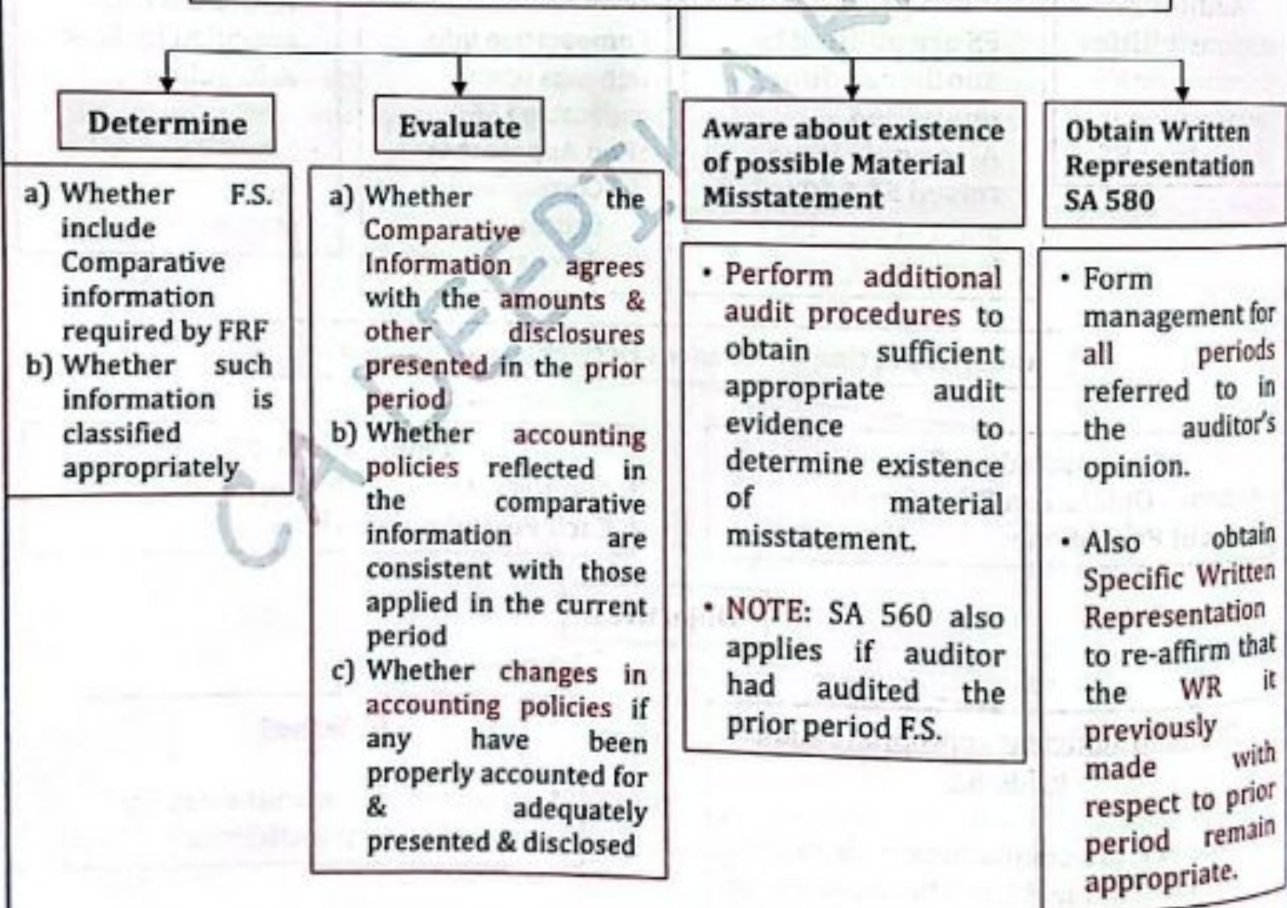 Determine
a) Whether F.S.
include
Comparative
information
required by FRF
b) Whether such
information is
classified
appropriately
Evaluate
a) Whether the
Comparative
Information agrees
with the amounts &
other disclosures
presented in the prior
period
b) Whether accounting
policies reflected in
the comparative
information are
consistent with those
applied in the current
period
c) Whether changes in
accounting policies if
any have been
properly accounted for
& adequately
presented & disclosed
Aware about existence
of possible Material
Misstatement
• Perform additional
audit procedures to
obtain sufficient
appropriate audit
evidence to
determine existence
of material
misstatement.
• NOTE: SA 560 also
applies if auditor
had audited the
prior period F.S.
Obtain Written
Representation
SA 580
• Form
management for
all periods
referred to in
the auditor's
opinion.
• Also obtain
Specific Written
Representation
to re-affirm that
the WR it
previously
made with
respect to prior
period remain
appropriate.